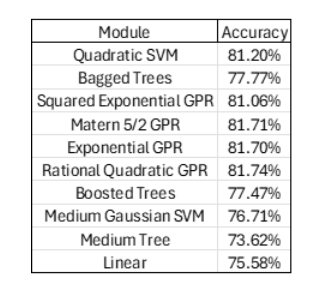 Module Accuracy
Quadratic SVM 81.20%
Bagged Trees 77.77%
Squared Exponential GPR 81.06%
Matern 5/2 GPR 81.71%
Exponential GPR 81.70%
Rational Quadratic GPR 81.74%
Boosted Trees 77.47%
Medium Gaussian SVM 76.71%
Medium Tree 73.62%
Linear 75.58%